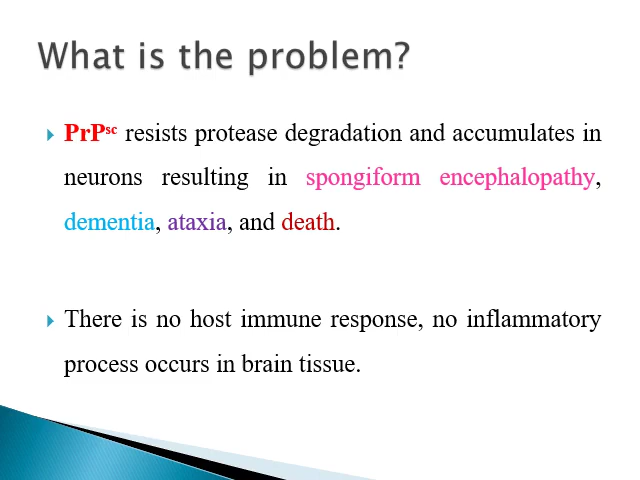 What is the problem?
PrPsc resists protease degradation and accumulates in
neurons resulting in spongiform encephalopathy,
dementia, ataxia, and death.
There is no host immune response, no inflammatory
process occurs in brain tissue.